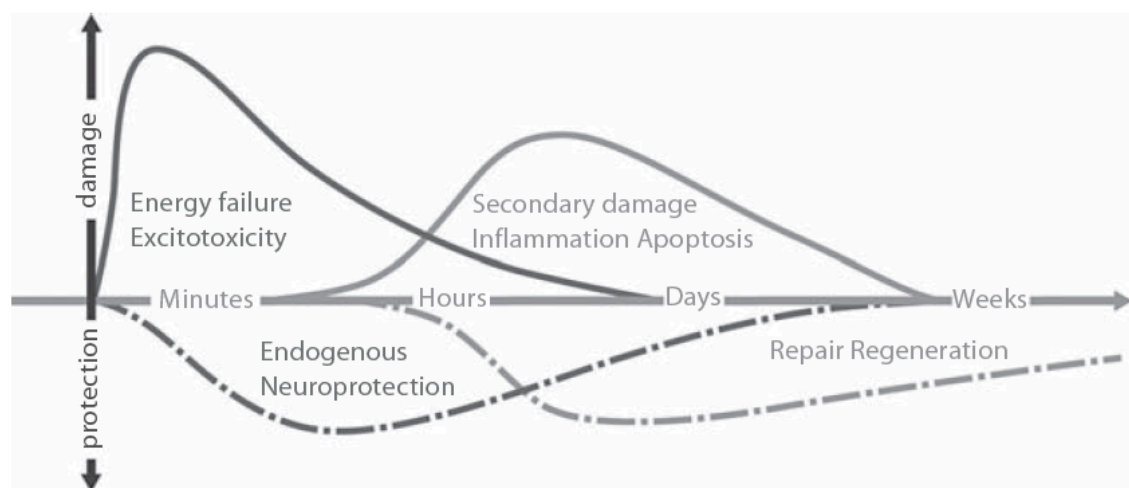 damage
Energy failure
Excitotoxicity
Secondary damage
Inflammation Apoptosis
Minutes
Hours
Days
Weeks
protection
Endogenous
Neuroprotection
Repair Regeneration